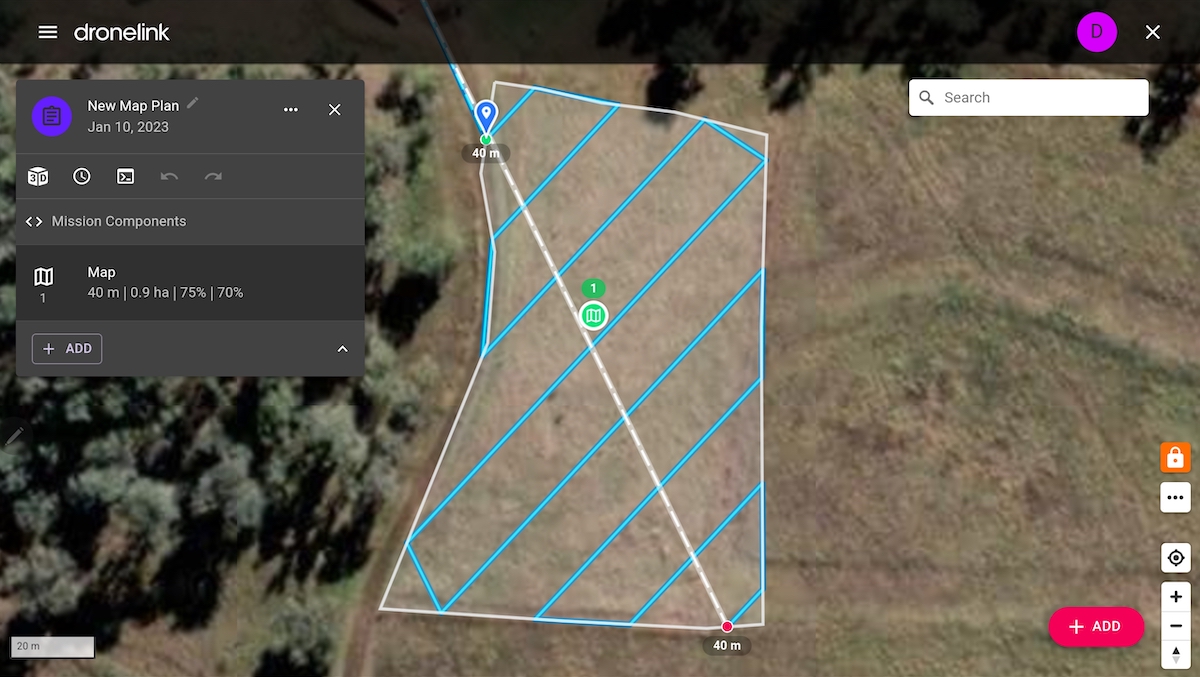 dronelink
D
New Map Plan
Jan 10, 2023
Search
3D
Mission Components
Map
40 m | 0.9 ha | 75% | 70%
1
+ ADD
40 m
1
40 m
+ ADD
20 m